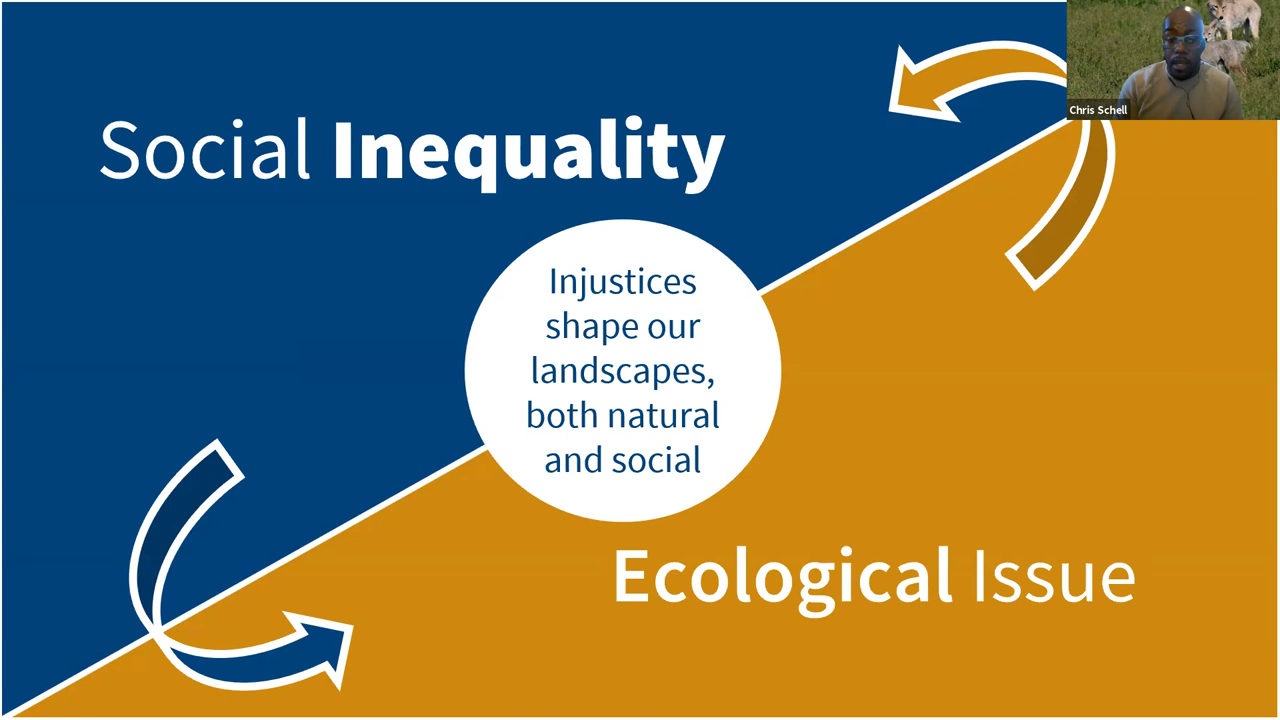 Chris Schell
Social Inequality
Injustices
shape our
landscapes,
both natural
and social
Ecological Issue